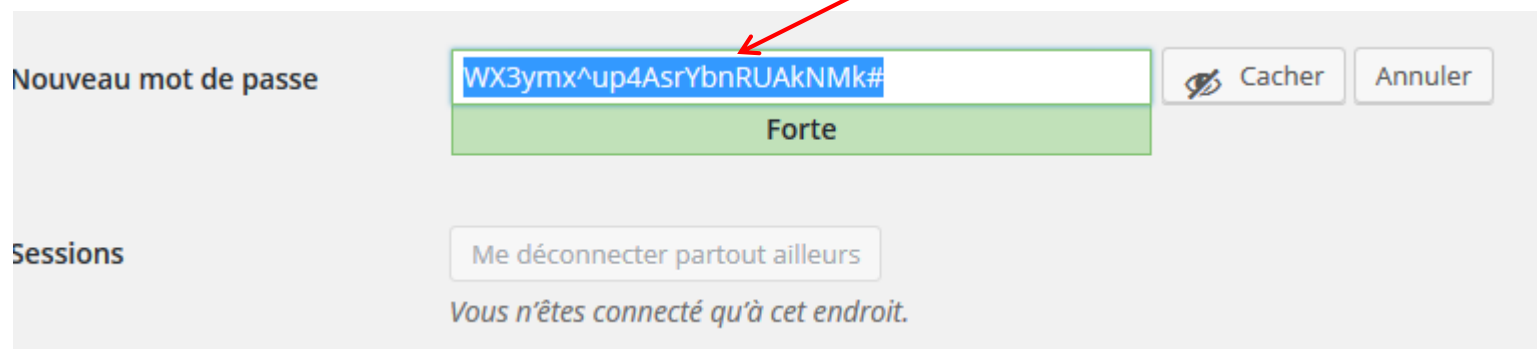 Nouveau mot de passe WX3ymx^up4AsrYbnRUAkNMk# Cacher Annuler
Forte
Sessions Me déconnecter partout ailleurs
Vous n’êtes connecté qu’à cet endroit.